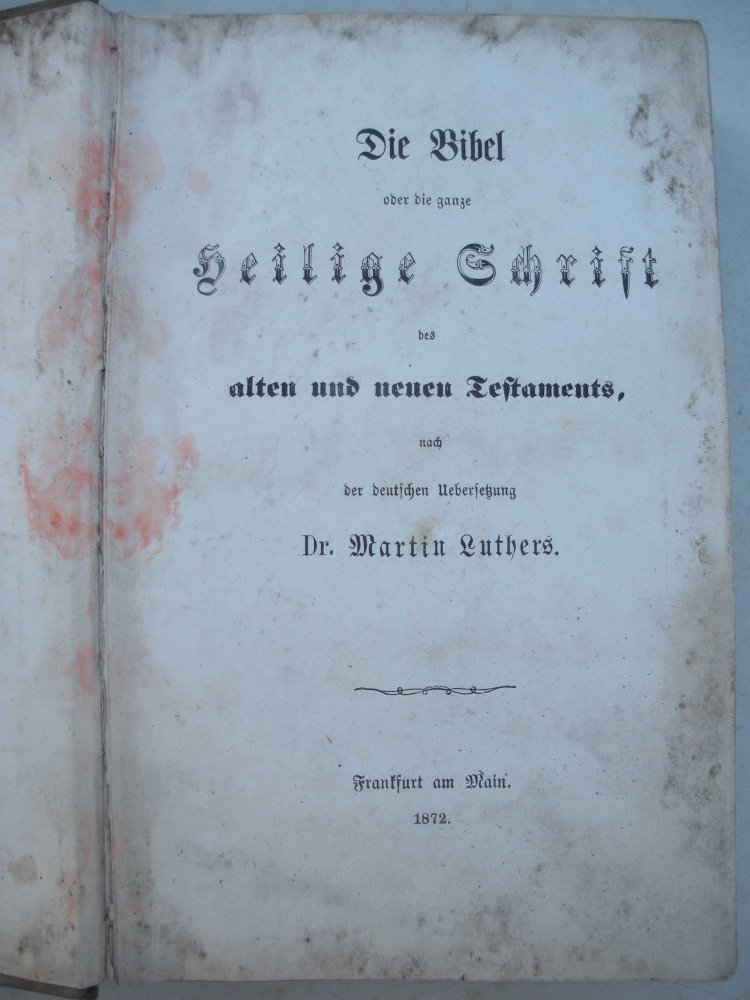 Die Bibel
oder die ganze
Heilige Schrift
des
alten und neuen Testaments,
nach
der deutschen Uebersetzung
Dr. Martin Luthers.
Frankfurt am Main.
1872.